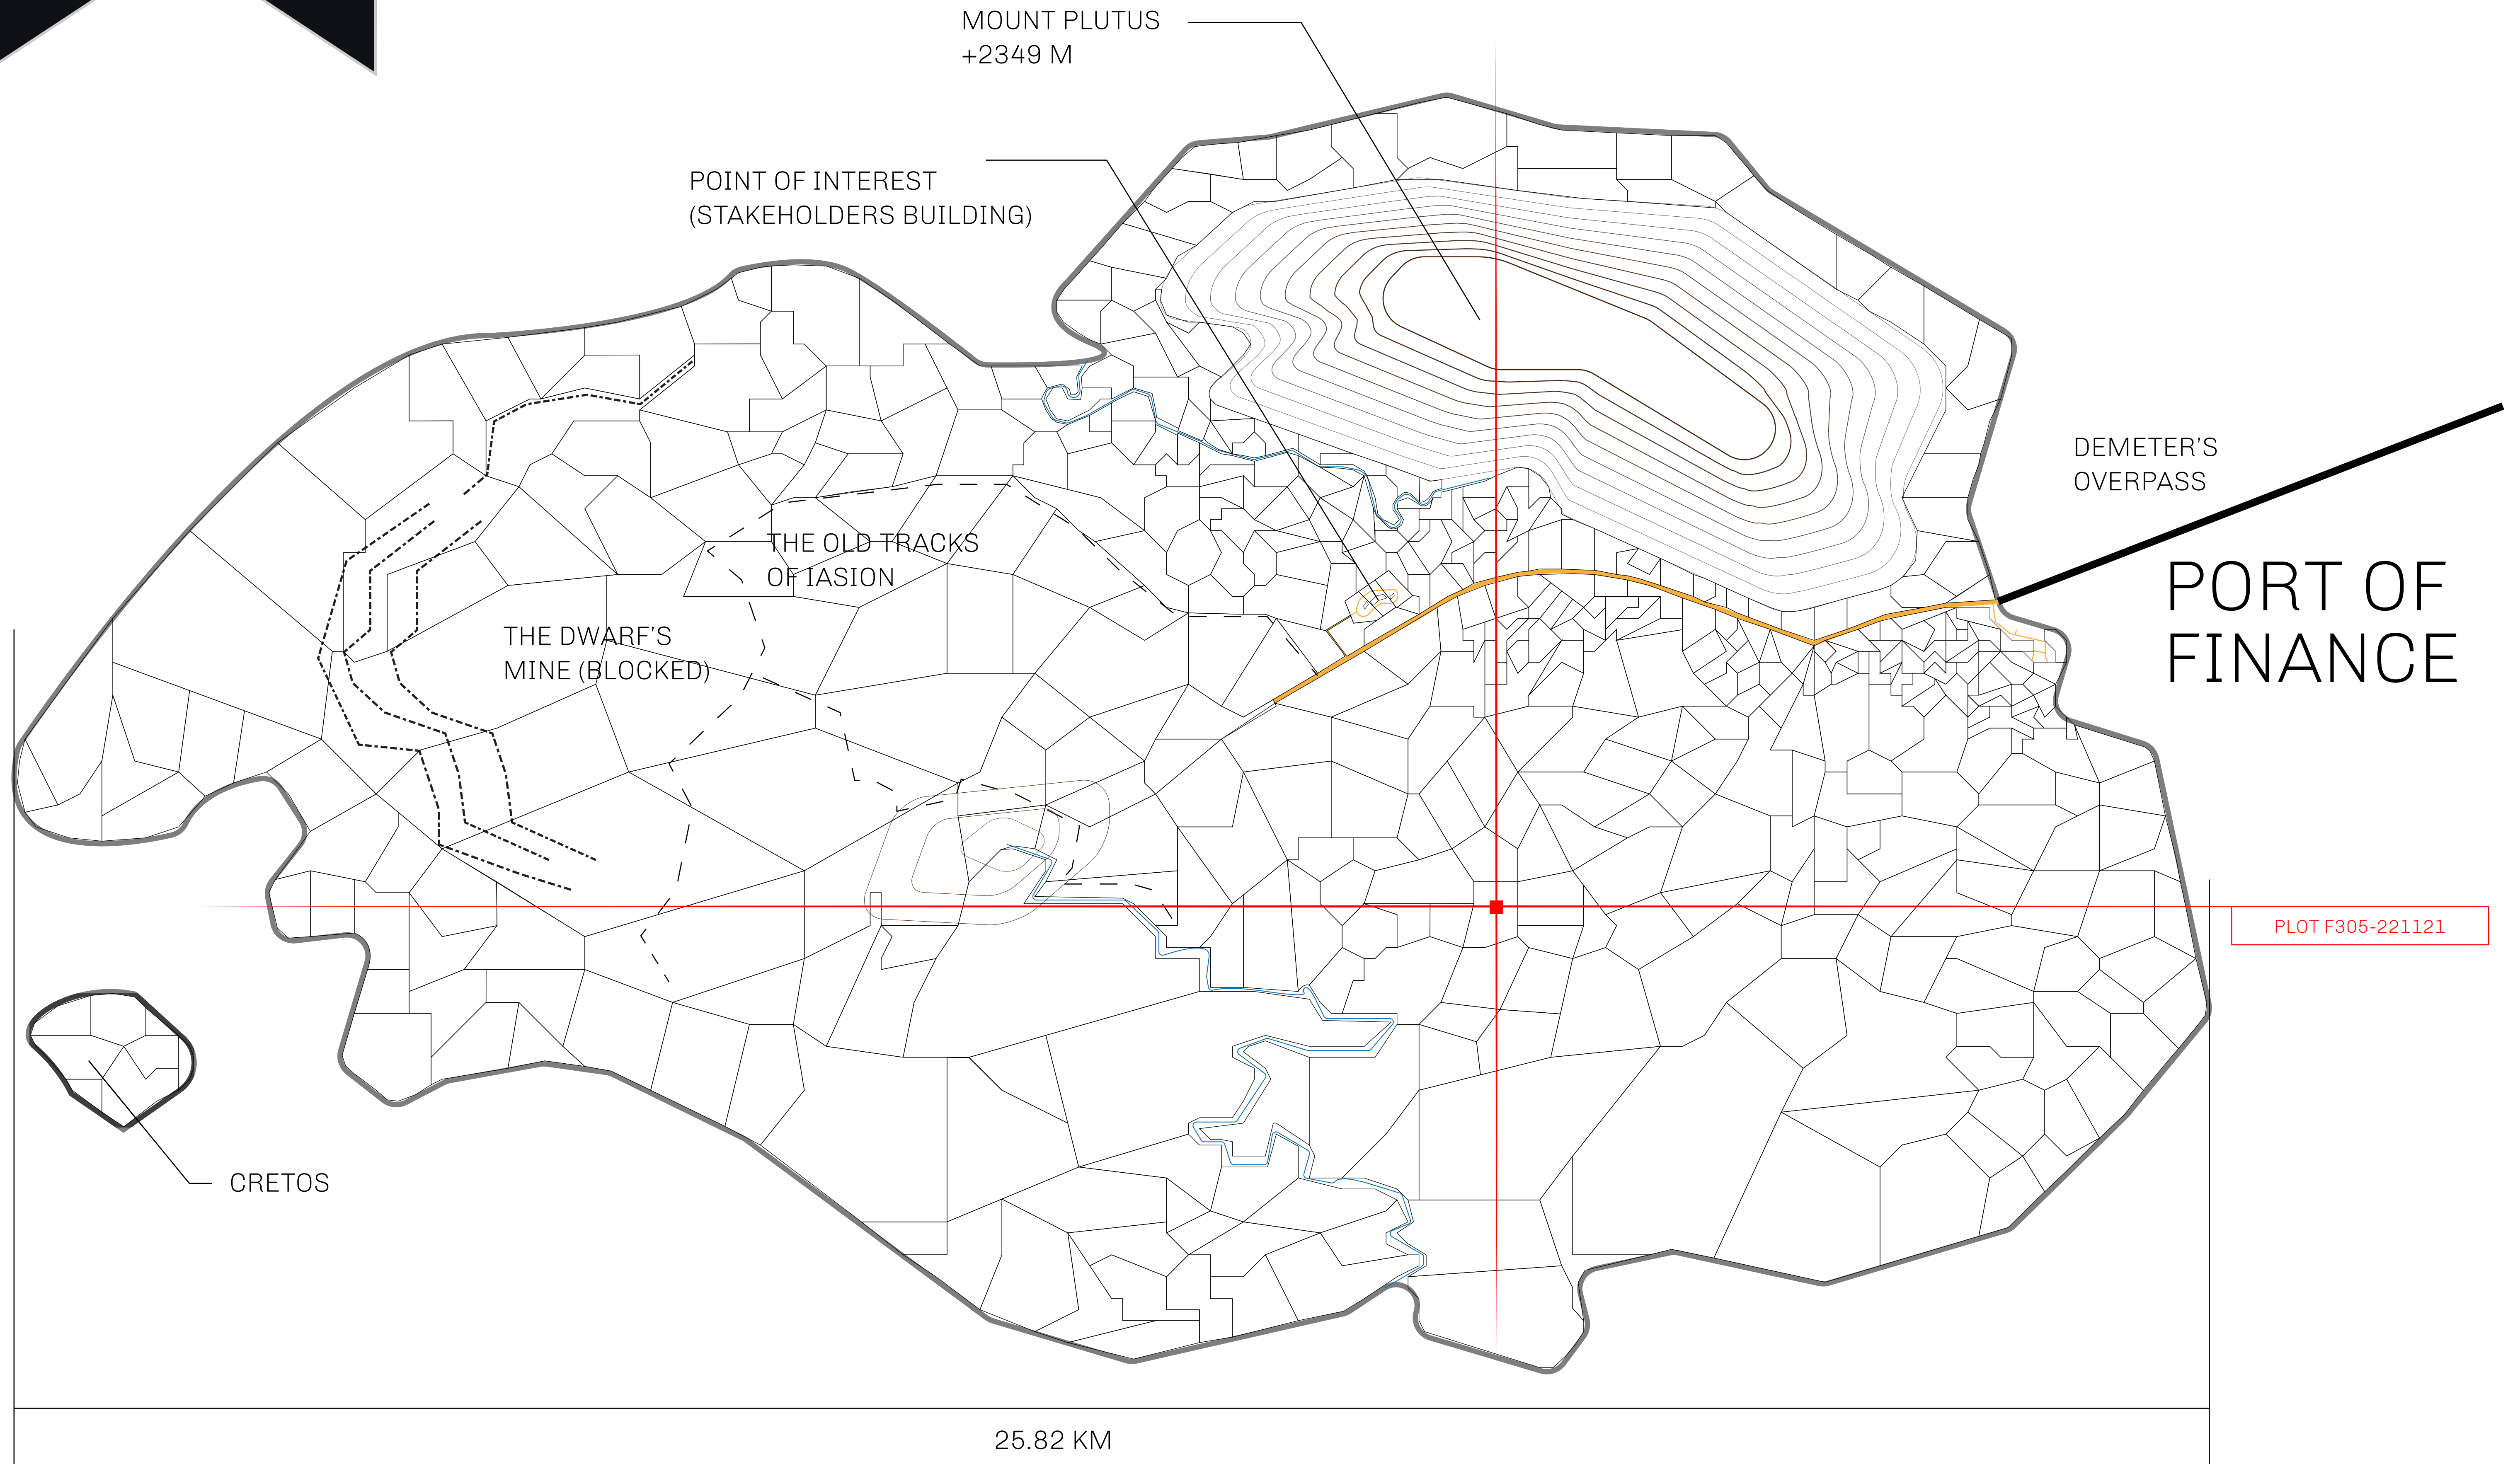 MOUNT PLUTUS
+2349 M
POINT OF INTEREST
(STAKEHOLDERS BUILDING)
DEMETER'S
OVERPASS
THE OLD TRACKS
OF IASION
PORT OF
FINANCE
THE DWARF'S
MINE (BLOCKED)
PLOT F305-221121
CRETOS
25.82 KM